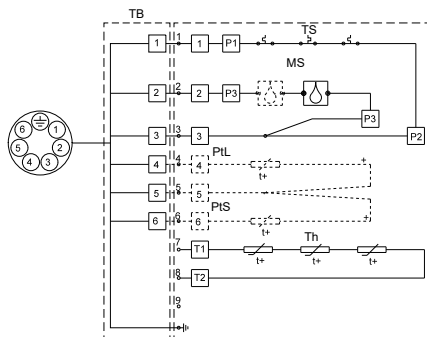 TB
1 1 1 P1 TS
MS
2 2 2 P3
P3
3 3 3 P2
6 1
5 2
4 3
PtL
4 4 4 t+ +
5 5 5
PtS
6 6 6 t+ +
7 T1 Th
t+ t+ t+
8 T2
9